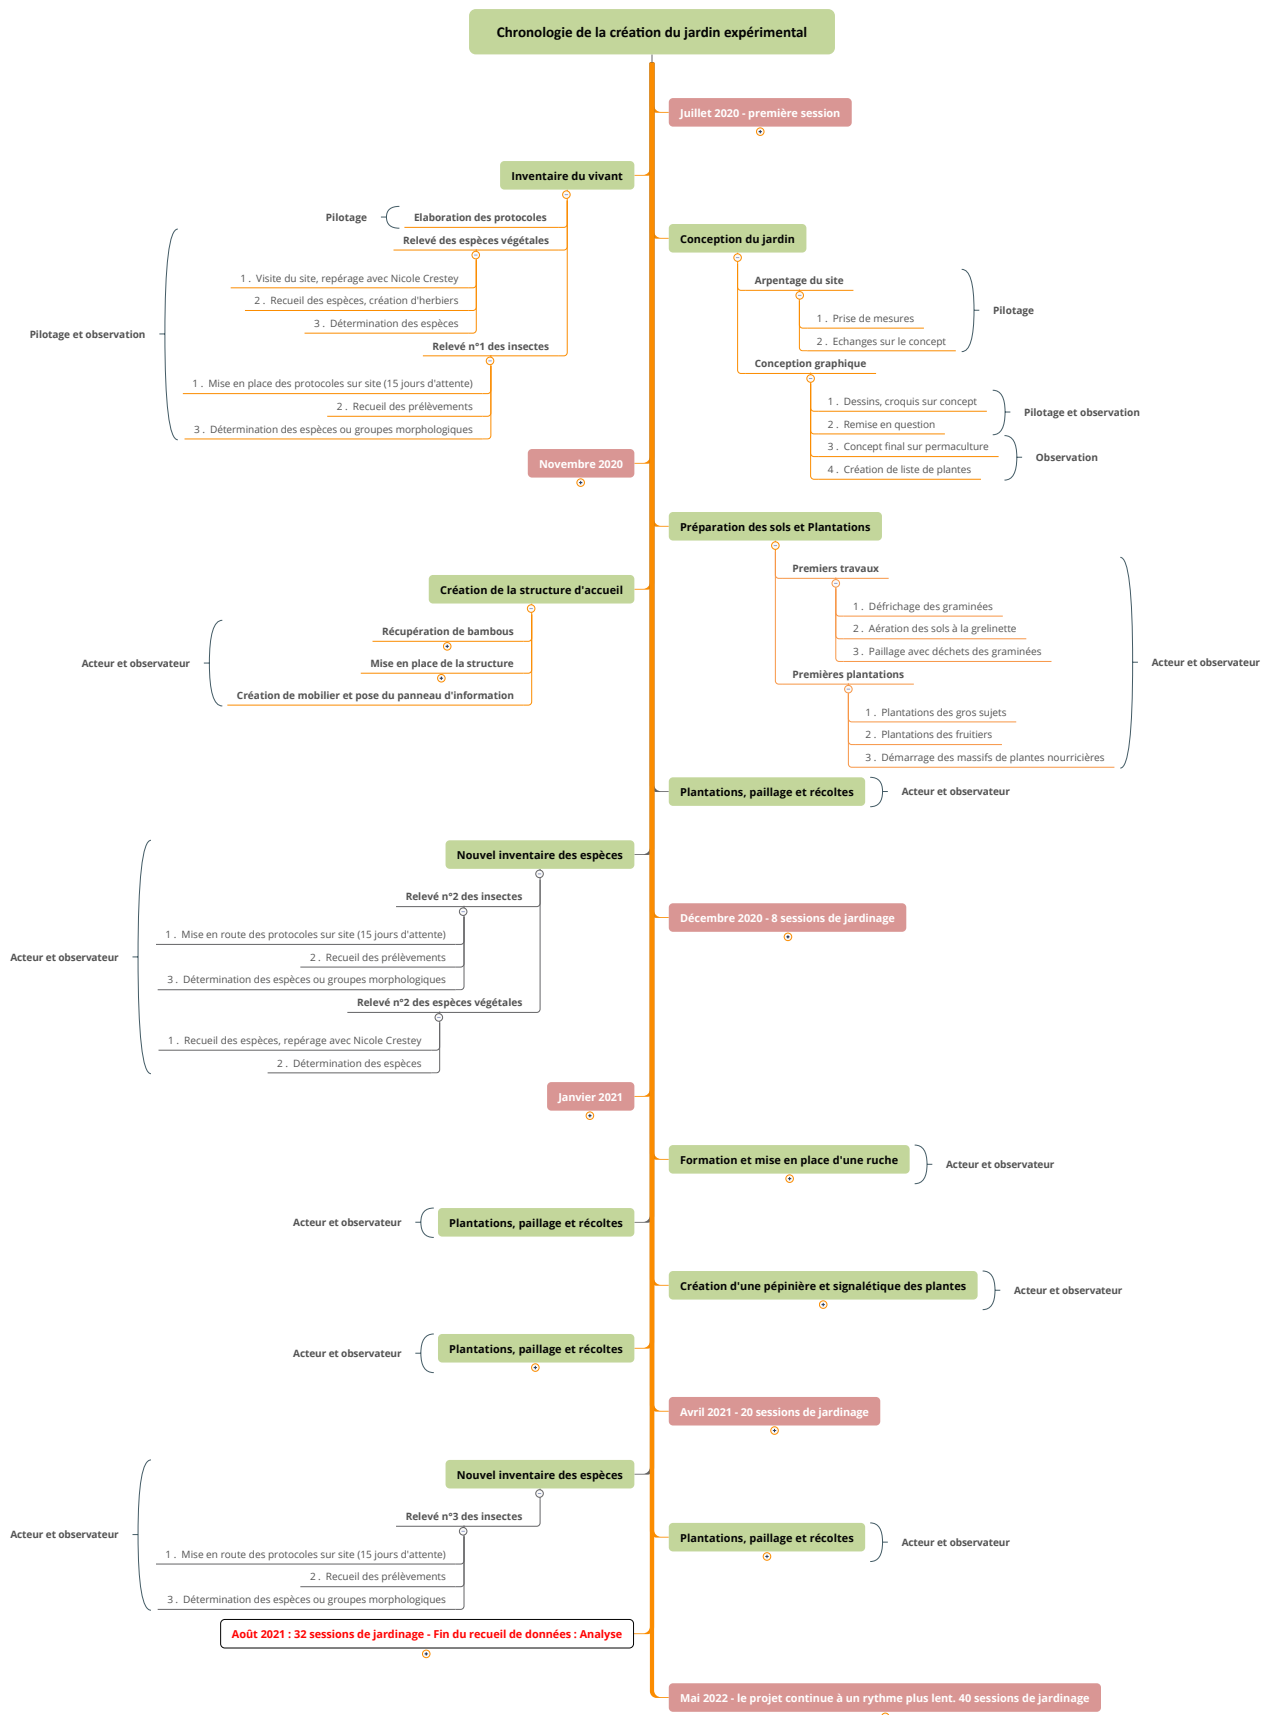 Chronologie de la création du jardin expérimental
Juillet 2020 - première session
Inventaire du vivant
Pilotage
Elaboration des protocoles
Relevé des espèces végétales
1 . Visite du site, repérage avec Nicole Crestey
2 . Recueil des espèces, création d'herbiers
3 . Détermination des espèces
Pilotage et observation
Relevé n°1 des insectes
1 . Mise en place des protocoles sur site (15 jours d'attente)
2 . Recueil des prélèvements
3 . Détermination des espèces ou groupes morphologiques
Conception du jardin
Arpentage du site
1 . Prise de mesures
2 . Echanges sur le concept
Pilotage
Conception graphique
1 . Dessins, croquis sur concept
2 . Remise en question
Pilotage et observation
3 . Concept final sur permaculture
4 . Création de liste de plantes
Observation
Novembre 2020
Préparation des sols et Plantations
Premiers travaux
1 . Défrichage des graminées
2 . Aération des sols à la grelinette
3 . Paillage avec déchets des graminées
Acteur et observateur
Premières plantations
1 . Plantations des gros sujets
2 . Plantations des fruitiers
3 . Démarrage des massifs de plantes nourricières
Création de la structure d'accueil
Récupération de bambous
Mise en place de la structure
Acteur et observateur
Création de mobilier et pose du panneau d'information
Plantations, paillage et récoltes
Acteur et observateur
Nouvel inventaire des espèces
Relevé n°2 des insectes
1 . Mise en route des protocoles sur site (15 jours d'attente)
2 . Recueil des prélèvements
3 . Détermination des espèces ou groupes morphologiques
Acteur et observateur
Relevé n°2 des espèces végétales
1 . Recueil des espèces, repérage avec Nicole Crestey
2 . Détermination des espèces
Décembre 2020 - 8 sessions de jardinage
Janvier 2021
Formation et mise en place d'une ruche
Acteur et observateur
Acteur et observateur
Plantations, paillage et récoltes
Création d'une pépinière et signalétique des plantes
Acteur et observateur
Acteur et observateur
Plantations, paillage et récoltes
Avril 2021 - 20 sessions de jardinage
Nouvel inventaire des espèces
Relevé n°3 des insectes
Acteur et observateur
1 . Mise en route des protocoles sur site (15 jours d'attente)
2 . Recueil des prélèvements
3 . Détermination des espèces ou groupes morphologiques
Plantations, paillage et récoltes
Acteur et observateur
Août 2021 : 32 sessions de jardinage - Fin du recueil de données : Analyse
Mai 2022 - le projet continue à un rythme plus lent. 40 sessions de jardinage